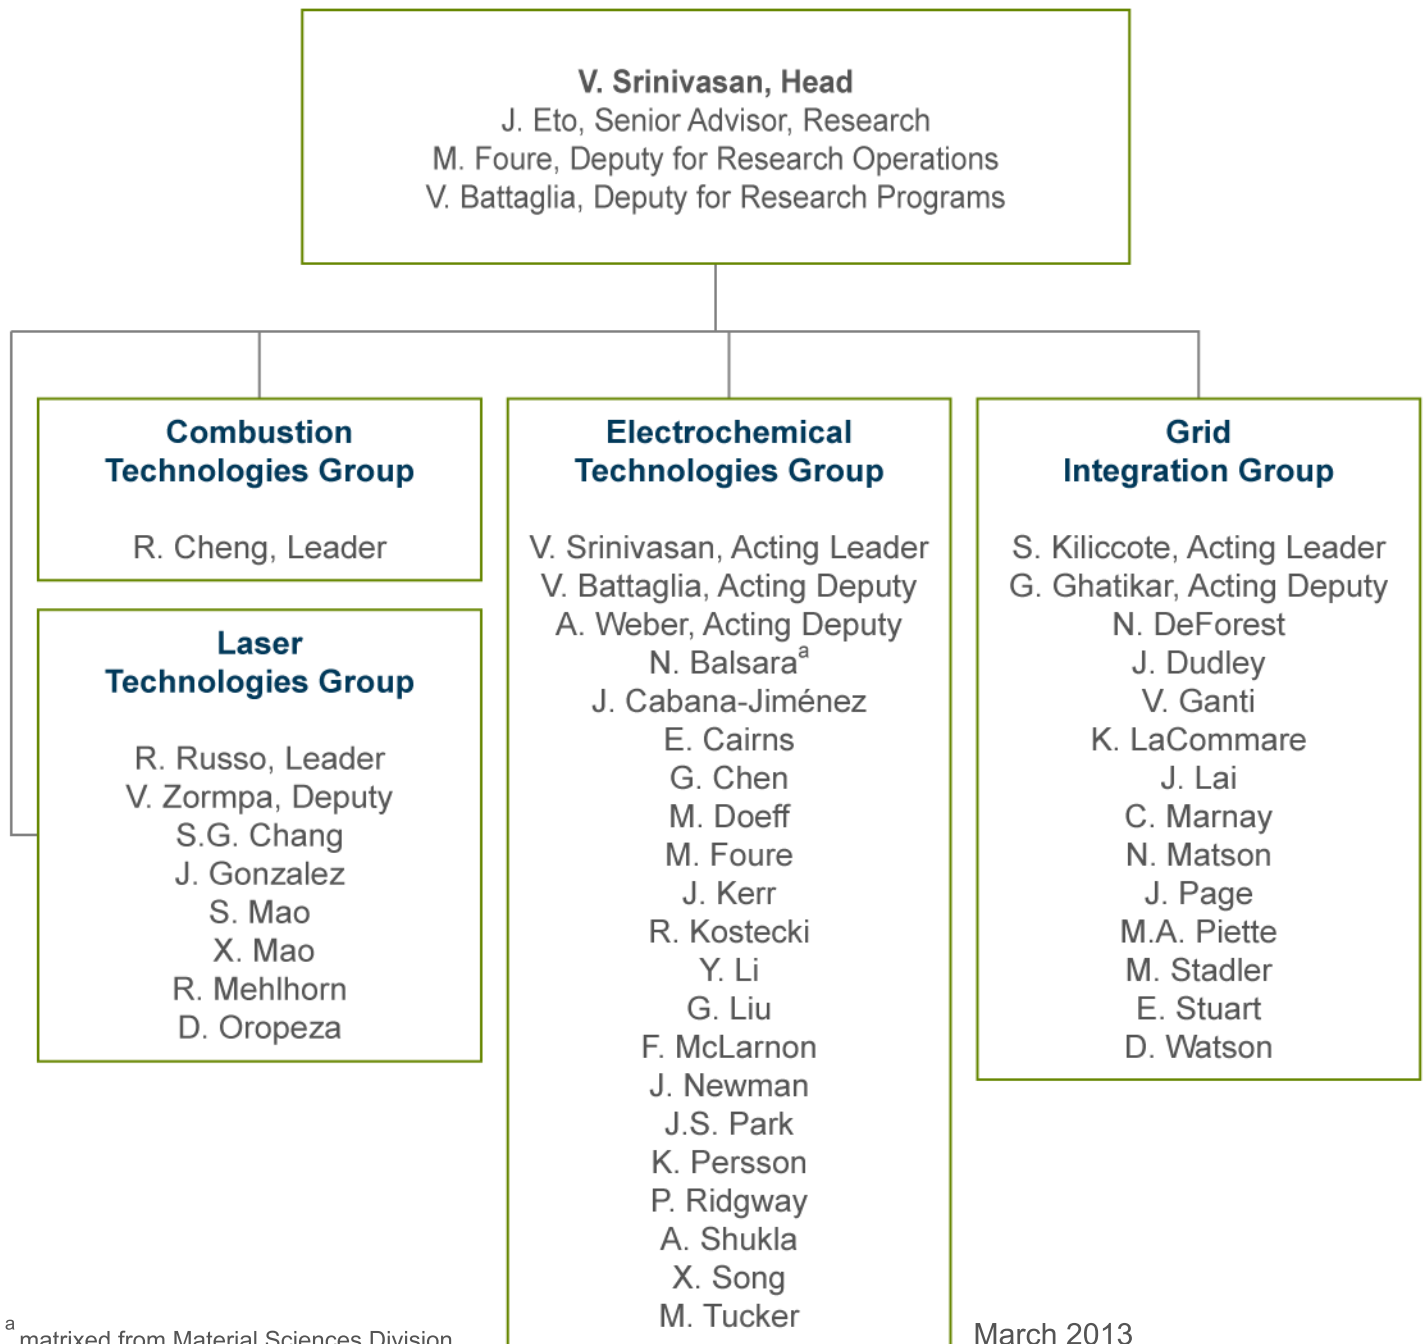 V. Srinivasan, Head
J. Eto, Senior Advisor, Research
M. Foure, Deputy for Research Operations
V. Battaglia, Deputy for Research Programs
Combustion
Technologies Group
R. Cheng, Leader
Laser
Technologies Group
R. Russo, Leader
V. Zormpa, Deputy
S.G. Chang
J. Gonzalez
S. Mao
X. Mao
R. Mehlhorn
D. Oropeza
Electrochemical
Technologies Group
V. Srinivasan, Acting Leader
V. Battaglia, Acting Deputy
A. Weber, Acting Deputy
N. Balsaraᵃ
J. Cabana-Jiménez
E. Cairns
G. Chen
M. Doeff
M. Foure
J. Kerr
R. Kostecki
Y. Li
G. Liu
F. McLarnon
J. Newman
J.S. Park
K. Persson
P. Ridgway
A. Shukla
X. Song
M. Tucker
Grid
Integration Group
S. Kiliccote, Acting Leader
G. Ghatikar, Acting Deputy
N. DeForest
J. Dudley
V. Ganti
K. LaCommare
J. Lai
C. Marnay
N. Matson
J. Page
M.A. Piette
M. Stadler
E. Stuart
D. Watson
ᵃ matrixed from Material Sciences Division
March 2013